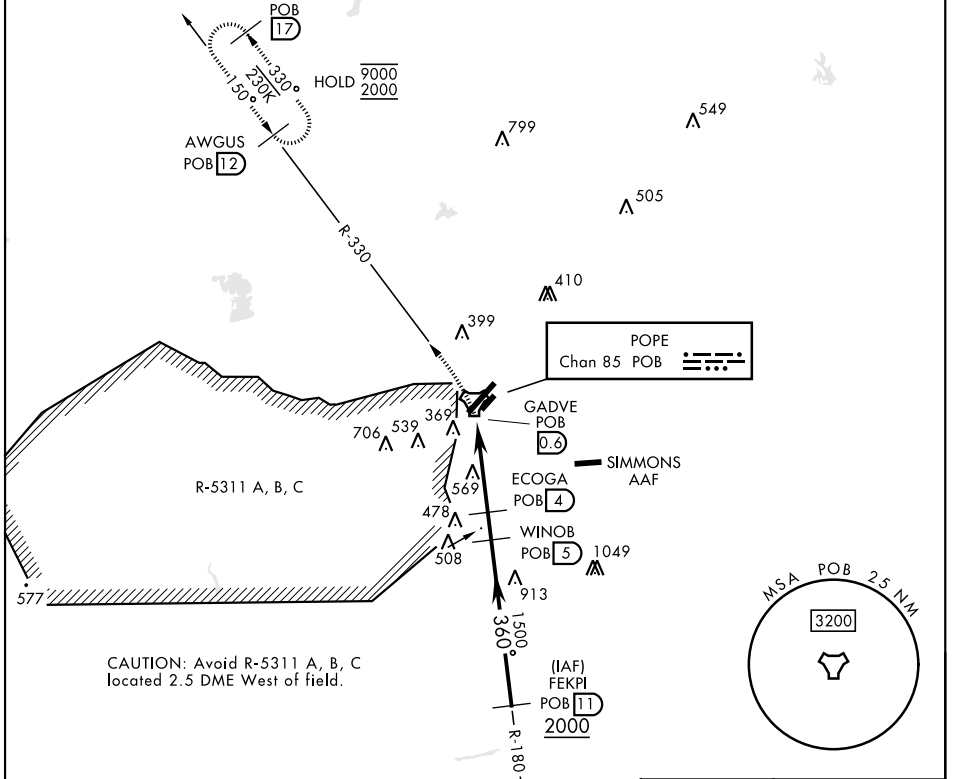 POB
17
330°
230K
150°
HOLD 9000
2000
AWGUS
POB 12
R-330
799
549
505
410
399
POPE
Chan 85 POB
GADVE
POB
0.6
369
706
539
SIMMONS
AAF
R-5311 A, B, C
569
ECOGA
POB 4
478
WINOB
POB 5
508
1049
913
577
1500
360°
MSA POB 25 NM
3200
CAUTION: Avoid R-5311 A, B, C
located 2.5 DME West of field.
(IAF)
FEKPI
POB 11
2000
R-180